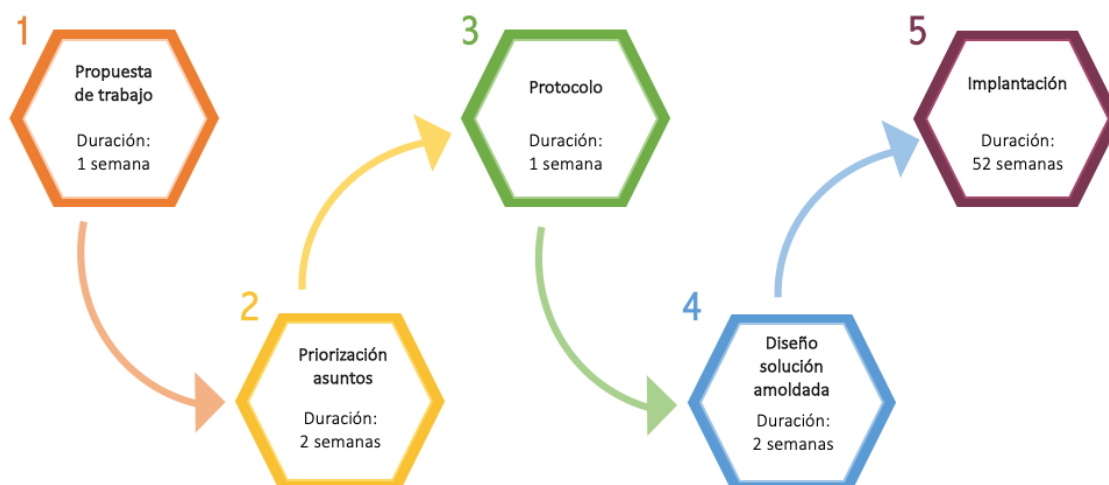 1
Propuesta
de trabajo
Duración:
1 semana
2
Priorización
asuntos
Duración:
2 semanas
3
Protocolo
Duración:
1 semana
4
Diseño
solución
amoldada
Duración:
2 semanas
5
Implantación
Duración:
52 semanas